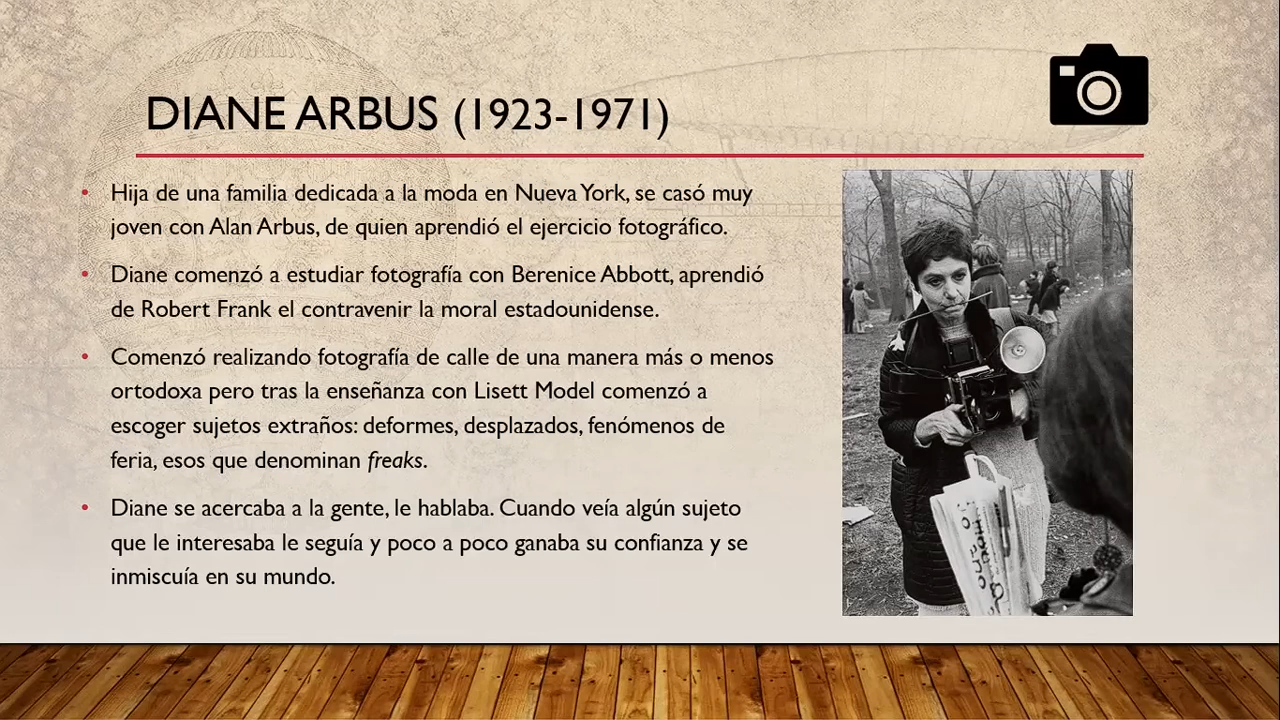 DIANE ARBUS (1923-1971)
• Hija de una familia dedicada a la moda en Nueva York, se casó muy
joven con Alan Arbus, de quien aprendió el ejercicio fotográfico.
• Diane comenzó a estudiar fotografía con Berenice Abbott, aprendió
de Robert Frank el contravenir la moral estadounidense.
• Comenzó realizando fotografía de calle de una manera más o menos
ortodoxa pero tras la enseñanza con Lisett Model comenzó a
escoger sujetos extraños: deformes, desplazados, fenómenos de
feria, esos que denominan freaks.
• Diane se acercaba a la gente, le hablaba. Cuando veía algún sujeto
que le interesaba le seguía y poco a poco ganaba su confianza y se
inmiscuía en su mundo.